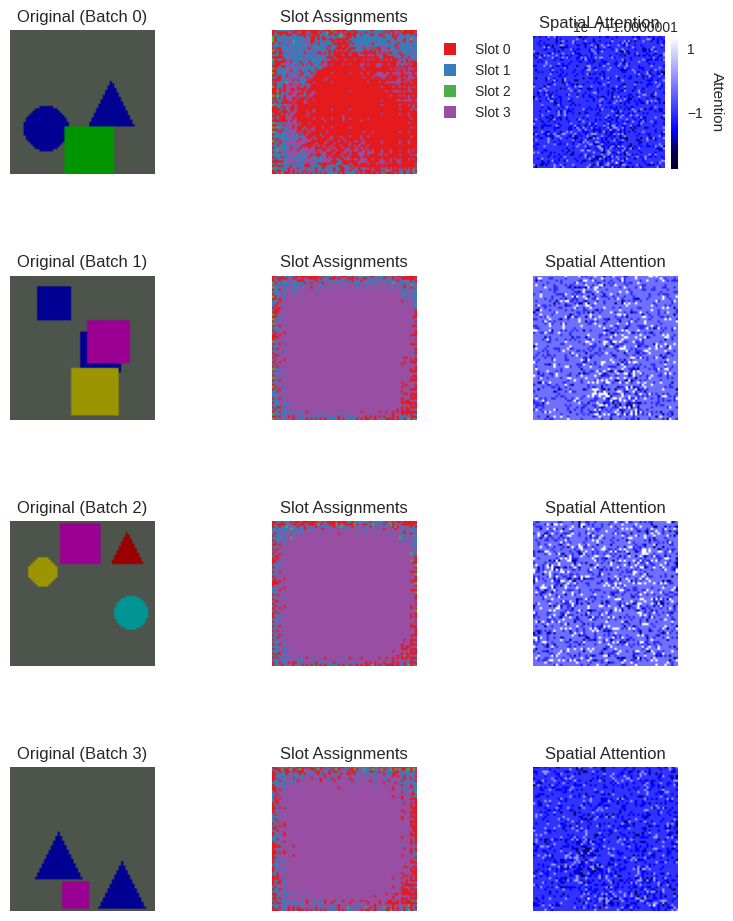 Original (Batch 0)
Slot Assignments
Slot 0
Slot 1
Slot 2
Slot 3
Spatial Attention
1e−7+1.0000001
1
−1
Attention
Original (Batch 1)
Slot Assignments
Spatial Attention
Original (Batch 2)
Slot Assignments
Spatial Attention
Original (Batch 3)
Slot Assignments
Spatial Attention